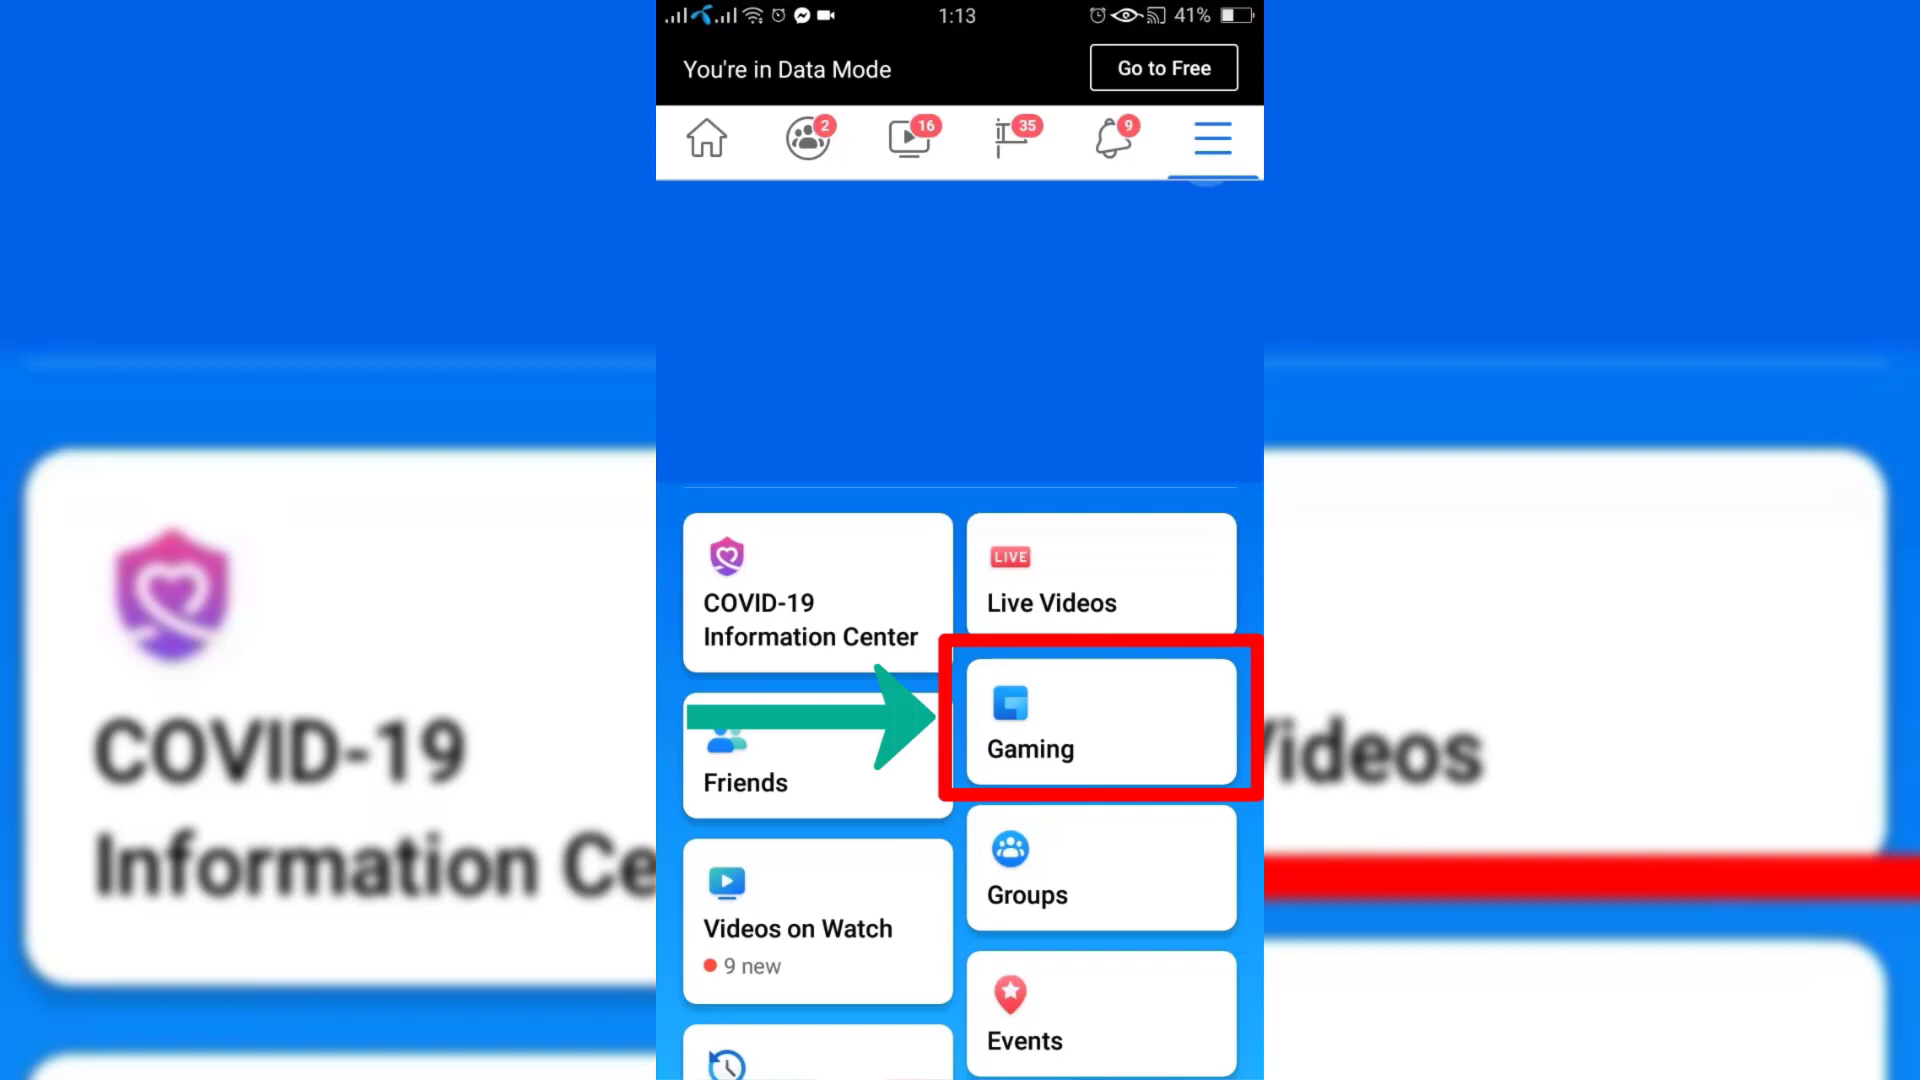 1:13
41%
You're in Data Mode
Go to Free
2
16
35
9
COVID-19
Information Center
LIVE
Live Videos
Gaming
Friends
Groups
Videos on Watch
9 new
Events
COVID-19
Information Ce
Videos